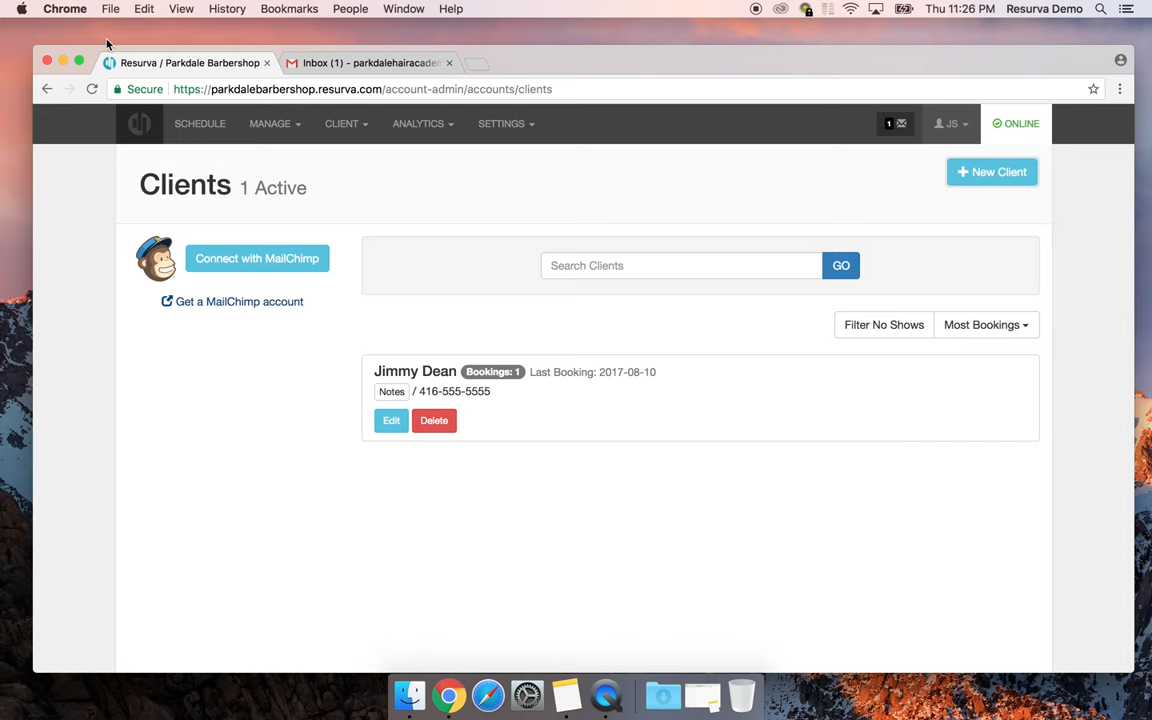 Chrome File Edit View History Bookmarks People Window Help Thu 11:26 PM Resurva Demo
Resurva / Parkdale Barbershop Inbox (1) - parkdalehairacaden
Secure https://parkdalebarbershop.resurva.com/account-admin/accounts/clients
SCHEDULE MANAGE CLIENT ANALYTICS SETTINGS 1 JS ONLINE
Clients 1 Active
+ New Client
Connect with MailChimp
Search Clients GO
Get a MailChimp account
Filter No Shows Most Bookings
Jimmy Dean Bookings: 1 Last Booking: 2017-08-10
Notes / 416-555-5555
Edit Delete